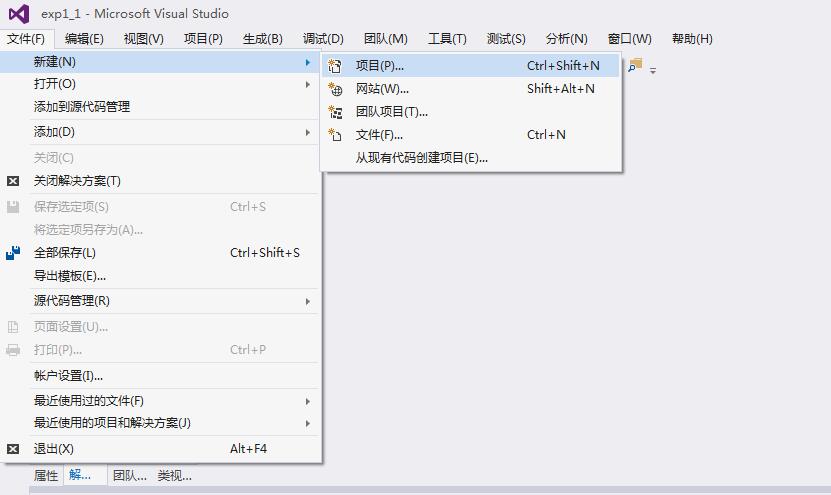 exp1_1 - Microsoft Visual Studio
文件(F) 编辑(E) 视图(V) 项目(P) 生成(B) 调试(D) 团队(M) 工具(T) 测试(S) 分析(N) 窗口(W) 帮助(H)
新建(N)
打开(O)
添加到源代码管理
添加(D)
关闭(C)
关闭解决方案(T)
保存选定项(S) Ctrl+S
将选定项另存为(A)...
全部保存(L) Ctrl+Shift+S
导出模板(E)...
源代码管理(R)
页面设置(U)...
打印(P)... Ctrl+P
帐户设置(I)...
最近使用过的文件(F)
最近使用的项目和解决方案(J)
退出(X) Alt+F4
项目(P)... Ctrl+Shift+N
网站(W)... Shift+Alt+N
团队项目(T)...
文件(F)... Ctrl+N
从现有代码创建项目(E)...
属性 解... 团队... 类视...